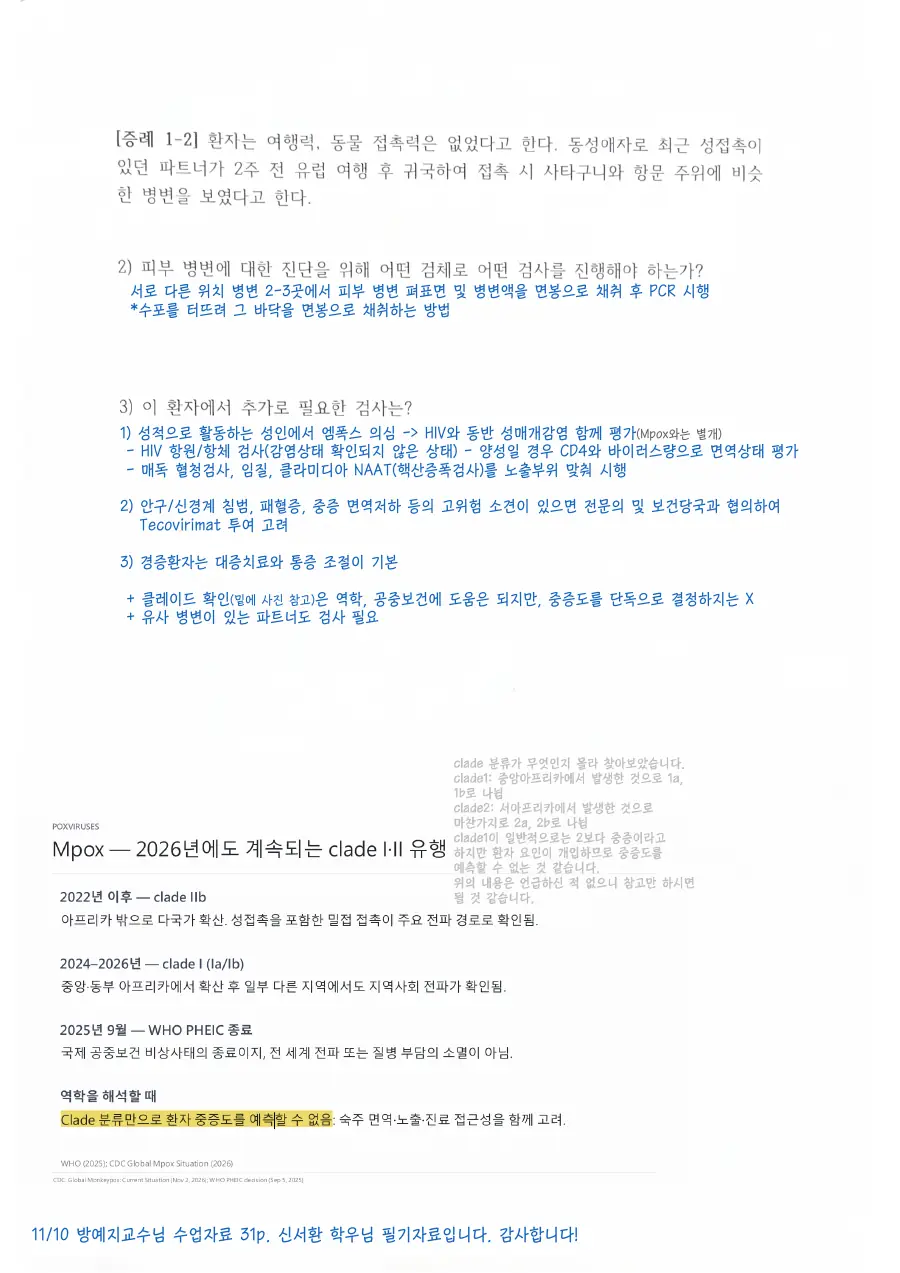 [증례 1-2] 환자는 여행력, 동물 접촉력은 없었다고 한다. 동성애자로 최근 성접촉이
있던 파트너가 2주 전 유럽 여행 후 귀국하여 접촉 시 사타구니와 항문 주위에 비슷
한 병변을 보였다고 한다.
2) 피부 병변에 대한 진단을 위해 어떤 검체로 어떤 검사를 진행해야 하는가?
서로 다른 위치 병변 2-3곳에서 피부 병변 표표면 및 병변액을 면봉으로 채취 후 PCR 시행
*수포를 터뜨려 그 바닥을 면봉으로 채취하는 방법
3) 이 환자에서 추가로 필요한 검사는?
1) 성적으로 활동하는 성인에서 엠폭스 의심 -> HIV와 동반 성매개감염 함께 평가(Mpox와는 별개)
- HIV 항원/항체 검사(감염상태 확인되지 않은 상태) - 양성일 경우 CD4와 바이러스량으로 면역상태 평가
- 매독 혈청검사, 임질, 클라미디아 NAAT(핵산증폭검사)를 노출부위 맞춰 시행
2) 안구/신경계 침범, 패혈증, 중증 면역저하 등의 고위험 소견이 있으면 전문의 및 보건당국과 협의하여
Tecovirimat 투여 고려
3) 경증환자는 대증치료와 통증 조절이 기본
+ 클레이드 확인(밑에 사진 참고)은 역학, 공중보건에 도움은 되지만, 중증도를 단독으로 결정하지는 X
+ 유사 병변이 있는 파트너도 검사 필요
clade 분류가 무엇인지 몰라 찾아보았습니다.
clade1: 중앙아프리카에서 발생한 것으로 1a,
1b로 나뉨
clade2: 서아프리카에서 발생한 것으로
마찬가지로 2a, 2b로 나뉨
clade1이 일반적으로는 2보다 중증이라고
하지만 환자 요인이 개입하므로 중증도를
예측할 수 없는 것 같습니다.
위의 내용은 언급하신 적 없으니 참고만 하시면
될 것 같습니다.
POXVIRUSES
Mpox — 2026년에도 계속되는 clade I·II 유행
2022년 이후 — clade IIb
아프리카 밖으로 다국가 확산. 성접촉을 포함한 밀접 접촉이 주요 전파 경로로 확인됨.
2024–2026년 — clade I (Ia/Ib)
중앙·동부 아프리카에서 확산 후 일부 다른 지역에서도 지역사회 전파가 확인됨.
2025년 9월 — WHO PHEIC 종료
국제 공중보건 비상사태의 종료이지, 전 세계 전파 또는 질병 부담의 소멸이 아님.
역학을 해석할 때
Clade 분류만으로 환자 중증도를 예측할 수 없음: 숙주 면역·노출·진료 접근성을 함께 고려.
WHO (2025); CDC Global Mpox Situation (2026)
CDC: Global Monkeypox: Current Situation (Nov 2, 2026); WHO PHEIC decision (Sep 5, 2025)
11/10 방예지교수님 수업자료 31p. 신서환 학우님 필기자료입니다. 감사합니다!